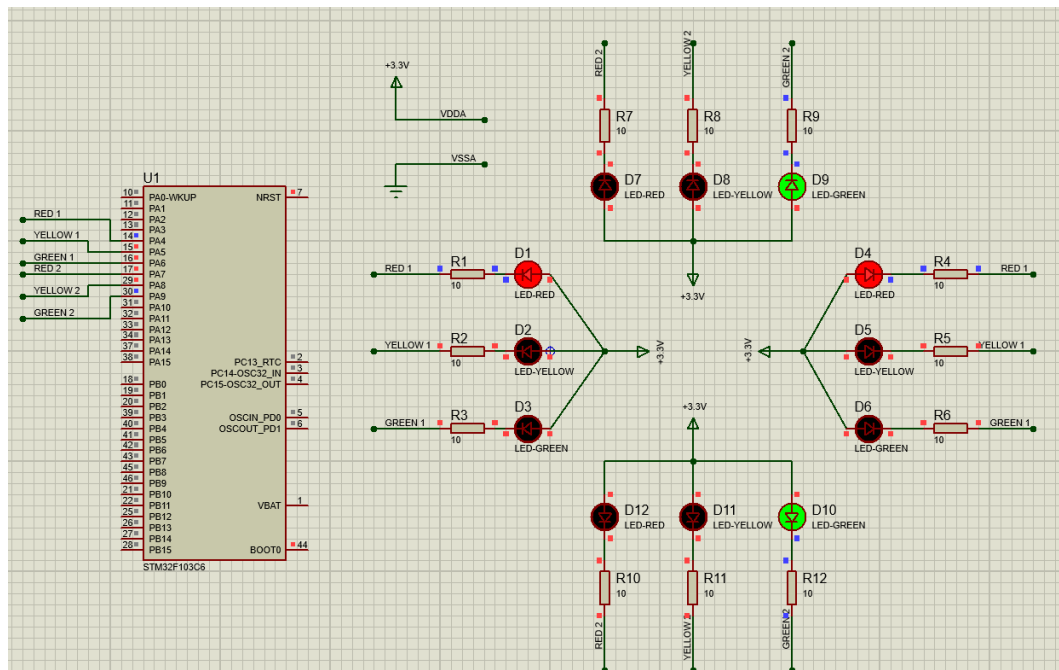 RED 2
YELLOW 2
GREEN 2
+3.3V
R7
10
R8
10
R9
10
VDDA
VSSA
D7
LED-RED
D8
LED-YELLOW
D9
LED-GREEN
U1
10
PA0-WKUP
NRST
7
11
PA1
12
PA2
13
PA3
RED 1
14
PA4
YELLOW 1
15
PA5
GREEN 1
16
PA6
RED 2
17
PA7
YELLOW 2
29
PA8
30
PA9
GREEN 2
31
PA10
32
PA11
33
PA12
34
PA13
37
PA14
38
PA15
PC13_RTC
2
PC14-OSC32_IN
3
PC15-OSC32_OUT
4
18
PB0
19
PB1
20
PB2
39
PB3
OSCIN_PD0
5
40
PB4
OSCOUT_PD1
6
41
PB5
42
PB6
43
PB7
45
PB8
46
PB9
21
PB10
22
PB11
VBAT
1
25
PB12
26
PB13
27
PB14
28
PB15
BOOT0
44
STM32F103C6
RED 1
R1
10
D1
LED-RED
+3.3V
D4
LED-RED
R4
10
RED 1
YELLOW 1
R2
10
D2
LED-YELLOW
+3.3V
+3.3V
D5
LED-YELLOW
R5
10
YELLOW 1
GREEN 1
R3
10
D3
LED-GREEN
+3.3V
D6
LED-GREEN
R6
10
GREEN 1
D12
LED-RED
D11
LED-YELLOW
D10
LED-GREEN
R10
10
R11
10
R12
10
RED 2
YELLOW 2
GREEN 2